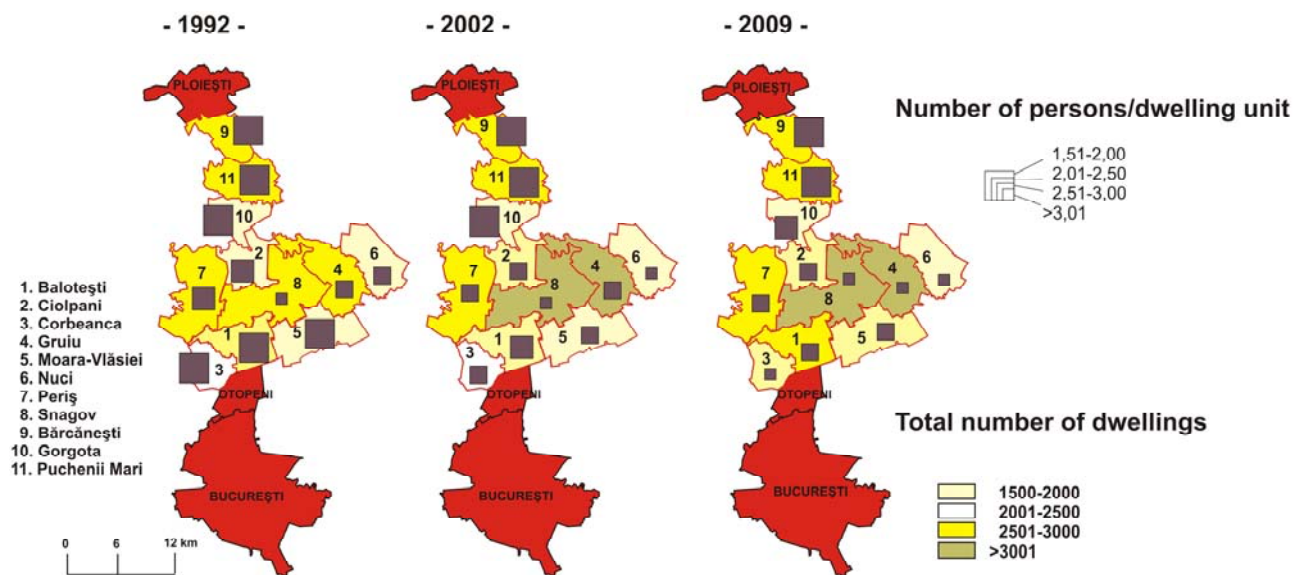 - 1992 -
- 2002 -
- 2009 -
PLOIEŞTI
9
11
10
2
6
7
4
8
1
5
3
OTOPENI
BUCUREŞTI
PLOIEŞTI
9
11
10
2
6
7
4
8
1
5
3
OTOPENI
BUCUREŞTI
PLOIEŞTI
9
11
10
2
6
7
4
8
1
5
3
OTOPENI
BUCUREŞTI
1. Baloteşti
2. Ciolpani
3. Corbeanca
4. Gruiu
5. Moara-Vlăsiei
6. Nuci
7. Periş
8. Snagov
9. Bărcăneşti
10. Gorgota
11. Puchenii Mari
0 6 12 km
Number of persons/dwelling unit
1,51-2,00
2,01-2,50
2,51-3,00
>3,01
Total number of dwellings
1500-2000
2001-2500
2501-3000
>3001